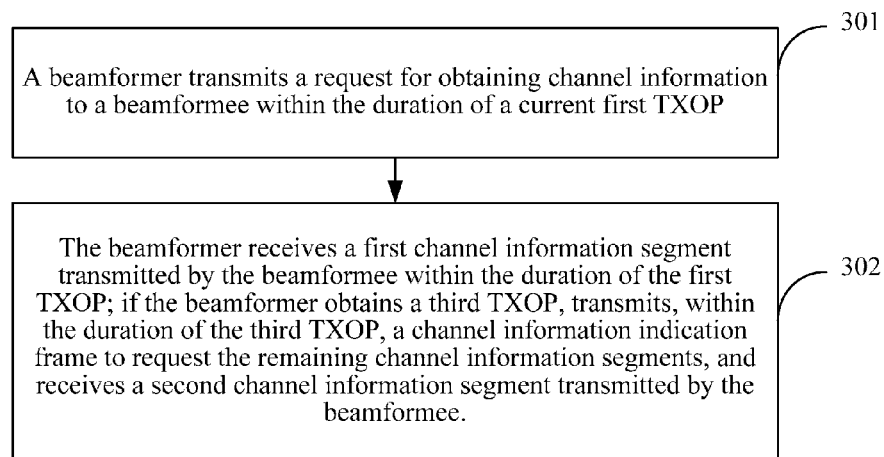 301
A beamformer transmits a request for obtaining channel information
to a beamformee within the duration of a current first TXOP
302
The beamformer receives a first channel information segment
transmitted by the beamformee within the duration of the first
TXOP; if the beamformer obtains a third TXOP, transmits, within
the duration of the third TXOP, a channel information indication
frame to request the remaining channel information segments, and
receives a second channel information segment transmitted by the
beamformee.